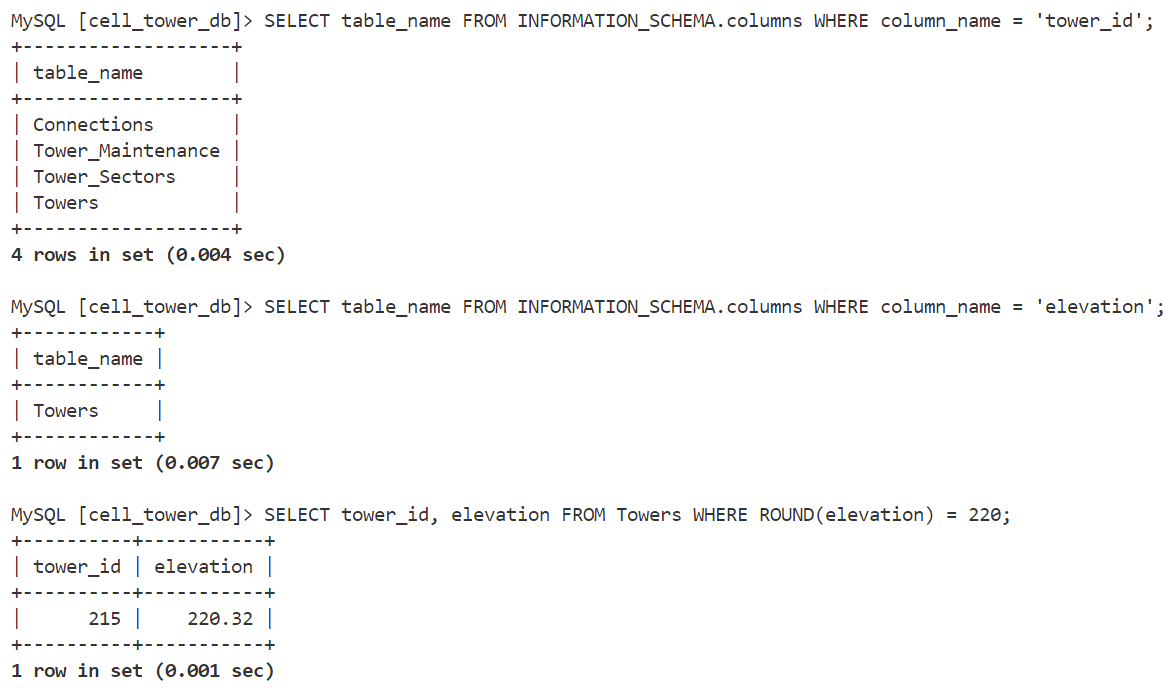 MySQL [cell_tower_db]> SELECT table_name FROM INFORMATION_SCHEMA.columns WHERE column_name = 'tower_id';
+-------------------+
| table_name        |
+-------------------+
| Connections       |
| Tower_Maintenance |
| Tower_Sectors     |
| Towers            |
+-------------------+
4 rows in set (0.004 sec)

MySQL [cell_tower_db]> SELECT table_name FROM INFORMATION_SCHEMA.columns WHERE column_name = 'elevation';
+------------+
| table_name |
+------------+
| Towers     |
+------------+
1 row in set (0.007 sec)

MySQL [cell_tower_db]> SELECT tower_id, elevation FROM Towers WHERE ROUND(elevation) = 220;
+----------+-----------+
| tower_id | elevation |
+----------+-----------+
|      215 |    220.32 |
+----------+-----------+
1 row in set (0.001 sec)